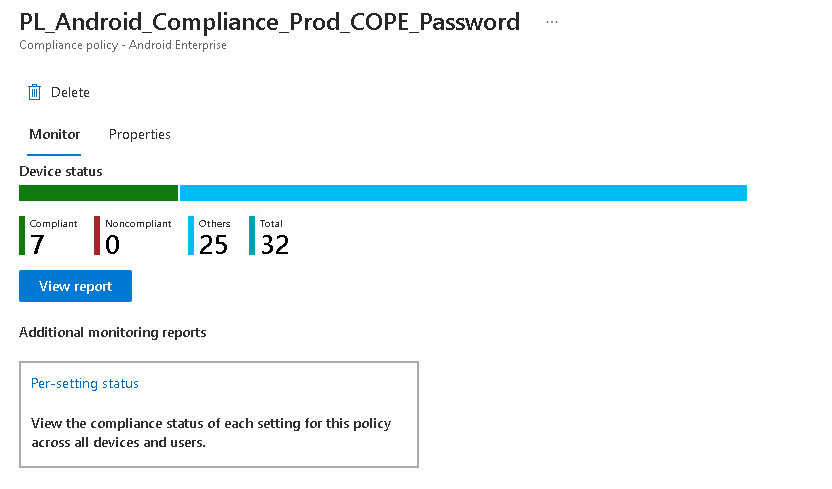 PL_Android_Compliance_Prod_COPE_Password ...
Compliance policy - Android Enterprise
Delete
Monitor Properties
Device status
Compliant Noncompliant Others Total
7 0 25 32
View report
Additional monitoring reports
Per-setting status
View the compliance status of each setting for this policy
across all devices and users.